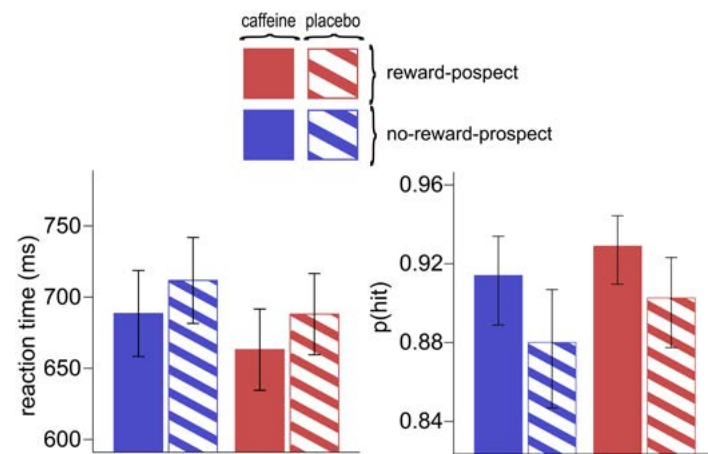 caffeine placebo
reward-pospect
no-reward-prospect
reaction time (ms)
750
700
650
600
p(hit)
0.96
0.92
0.88
0.84